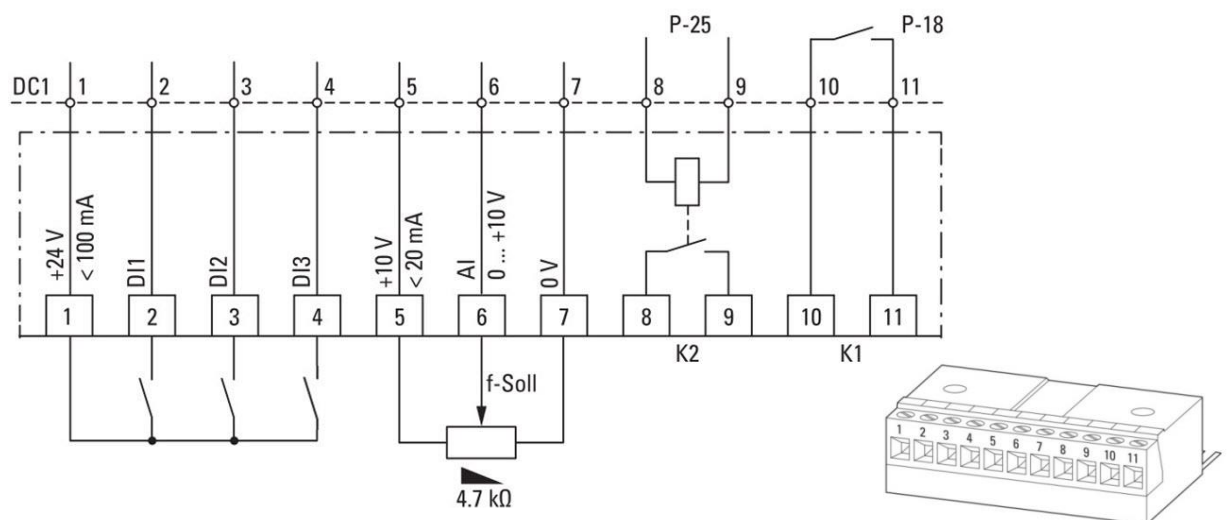 P-25 P-18
DC1 1 2 3 4 5 6 7 8 9 10 11
+24 V
< 100 mA
DI1
DI2
DI3
+10 V
< 20 mA
AI
0 ... +10 V
0 V
1 2 3 4 5 6 7 8 9 10 11
K2 K1
f-Soll
4.7 kΩ
1 2 3 4 5 6 7 8 9 10 11